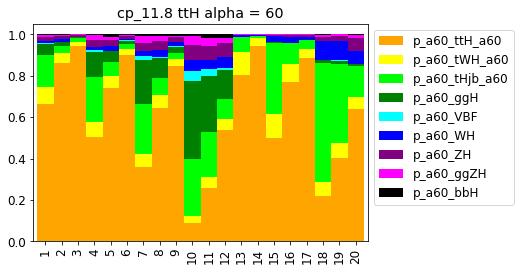 cp_11.8 ttH alpha = 60
1.0
0.8
0.6
0.4
0.2
0.0
1 2 3 4 5 6 7 8 9 10 11 12 13 14 15 16 17 18 19 20
p_a60_ttH_a60
p_a60_tWH_a60
p_a60_tHjb_a60
p_a60_ggH
p_a60_VBF
p_a60_WH
p_a60_ZH
p_a60_ggZH
p_a60_bbH